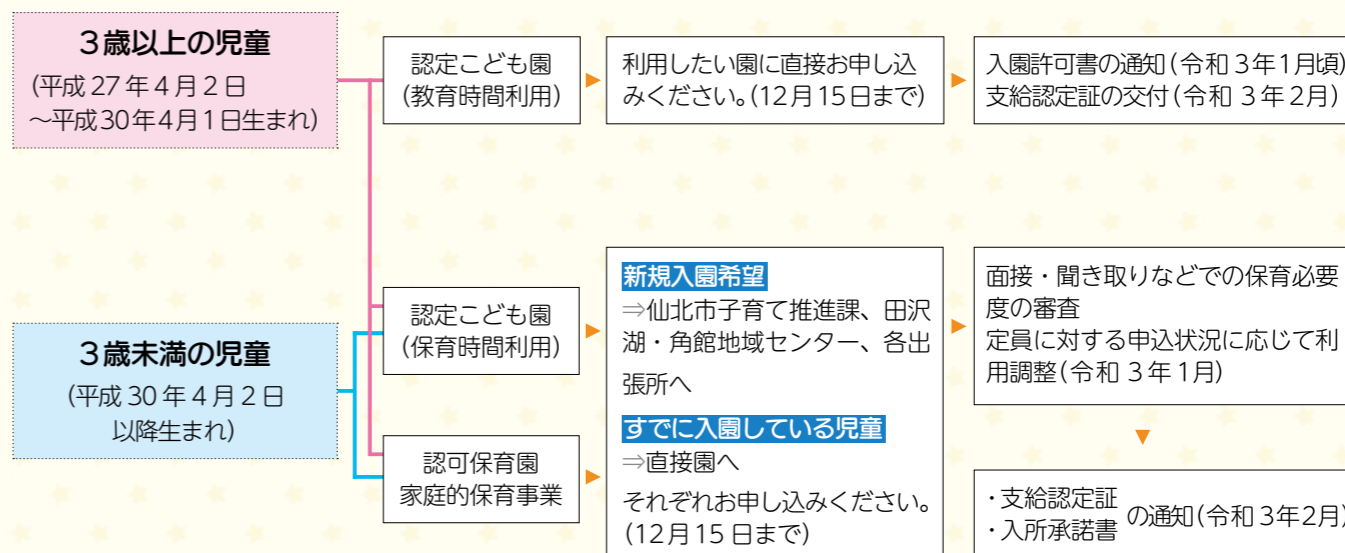 ３歳以上の児童
(平成27年4月2日
～平成30年4月1日生まれ)
認定こども園
(教育時間利用)
利用したい園に直接お申し込
みください。(12月15日まで)
入園許可書の通知(令和3年1月頃)
支給認定証の交付(令和3年2月)
３歳未満の児童
(平成30年4月2日
以降生まれ)
認定こども園
(保育時間利用)
認可保育園
家庭的保育事業
新規入園希望
⇒仙北市子育て推進課、田沢
湖・角館地域センター、各出
張所へ
すでに入園している児童
⇒直接園へ
それぞれお申し込みください。
(12月15日まで)
面接・聞き取りなどでの保育必要
度の審査
定員に対する申込状況に応じて利
用調整(令和3年1月)
・支給認定証
・入所承諾書
の通知(令和3年2月)